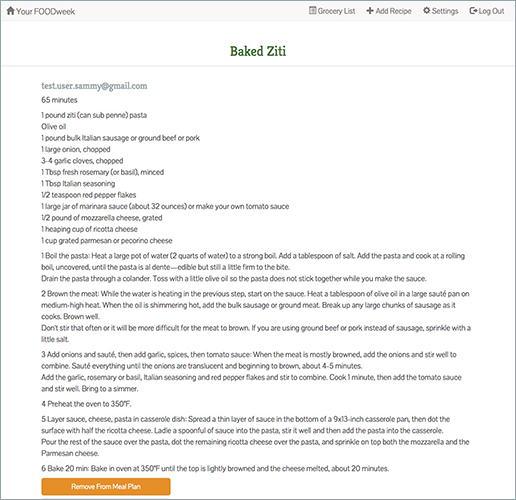 Your FOODweek
Grocery List
Add Recipe
Settings
Log Out
Baked Ziti
test.user.sammy@gmail.com
65 minutes
1 pound ziti (can sub penne) pasta
Olive oil
1 pound bulk Italian sausage or ground beef or pork
1 large onion, chopped
3-4 garlic cloves, chopped
1 Tbsp fresh rosemary (or basil), minced
1 Tbsp Italian seasoning
1/2 teaspoon red pepper flakes
1 large jar of marinara sauce (about 32 ounces) or make your own tomato sauce
1/2 pound of mozzarella cheese, grated
1 heaping cup of ricotta cheese
1 cup grated parmesan or pecorino cheese
1 Boil the pasta: Heat a large pot of water (2 quarts of water) to a strong boil. Add a tablespoon of salt. Add the pasta and cook at a rolling
boil, uncovered, until the pasta is al dente—edible but still a little firm to the bite.
Drain the pasta through a colander. Toss with a little olive oil so the pasta does not stick together while you make the sauce.
2 Brown the meat: While the water is heating in the previous step, start on the sauce. Heat a tablespoon of olive oil in a large sauté pan on
medium-high heat. When the oil is shimmering hot, add the bulk sausage or ground meat. Break up any large chunks of sausage as it
cooks. Brown well.
Don't stir that often or it will be more difficult for the meat to brown. If you are using ground beef or pork instead of sausage, sprinkle with a
little salt.
3 Add onions and sauté, then add garlic, spices, then tomato sauce: When the meat is mostly browned, add the onions and stir well to
combine. Sauté everything until the onions are translucent and beginning to brown, about 4-5 minutes.
Add the garlic, rosemary or basil, Italian seasoning and red pepper flakes and stir to combine. Cook 1 minute, then add the tomato sauce
and stir well. Bring to a simmer.
4 Preheat the oven to 350°F.
5 Layer sauce, cheese, pasta in casserole dish: Spread a thin layer of sauce in the bottom of a 9x13-inch casserole pan, then dot the
surface with half the ricotta cheese. Ladle a spoonful of sauce into the pasta, stir it well and then add the pasta into the casserole.
Pour the rest of the sauce over the pasta, dot the remaining ricotta cheese over the pasta, and sprinkle on top both the mozzarella and the
Parmesan cheese.
6 Bake 20 min: Bake in oven at 350°F until the top is lightly browned and the cheese melted, about 20 minutes.
Remove From Meal Plan